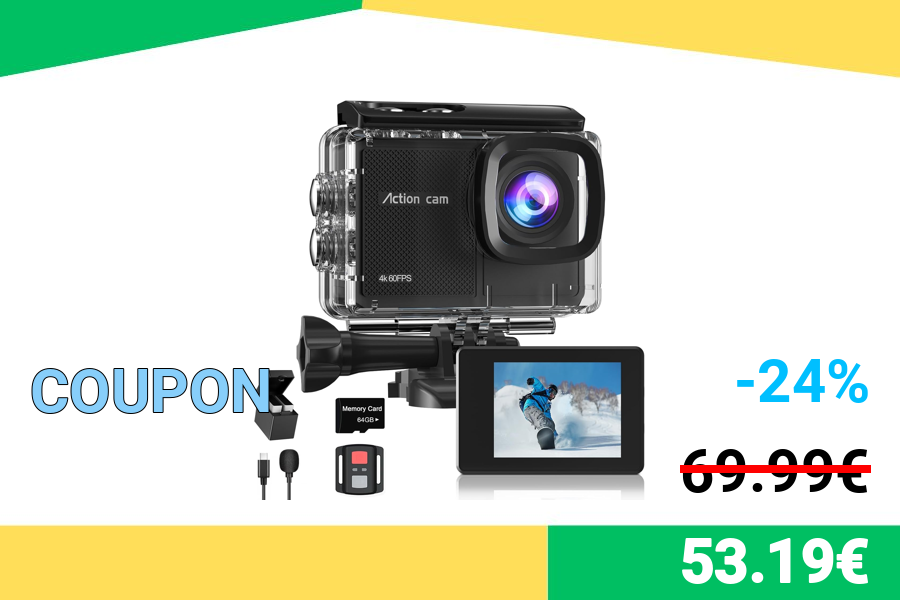 Action cam
4k 60FPS
COUPON
-24%
Memory Card
64GB ▸
69.99€
53.19€